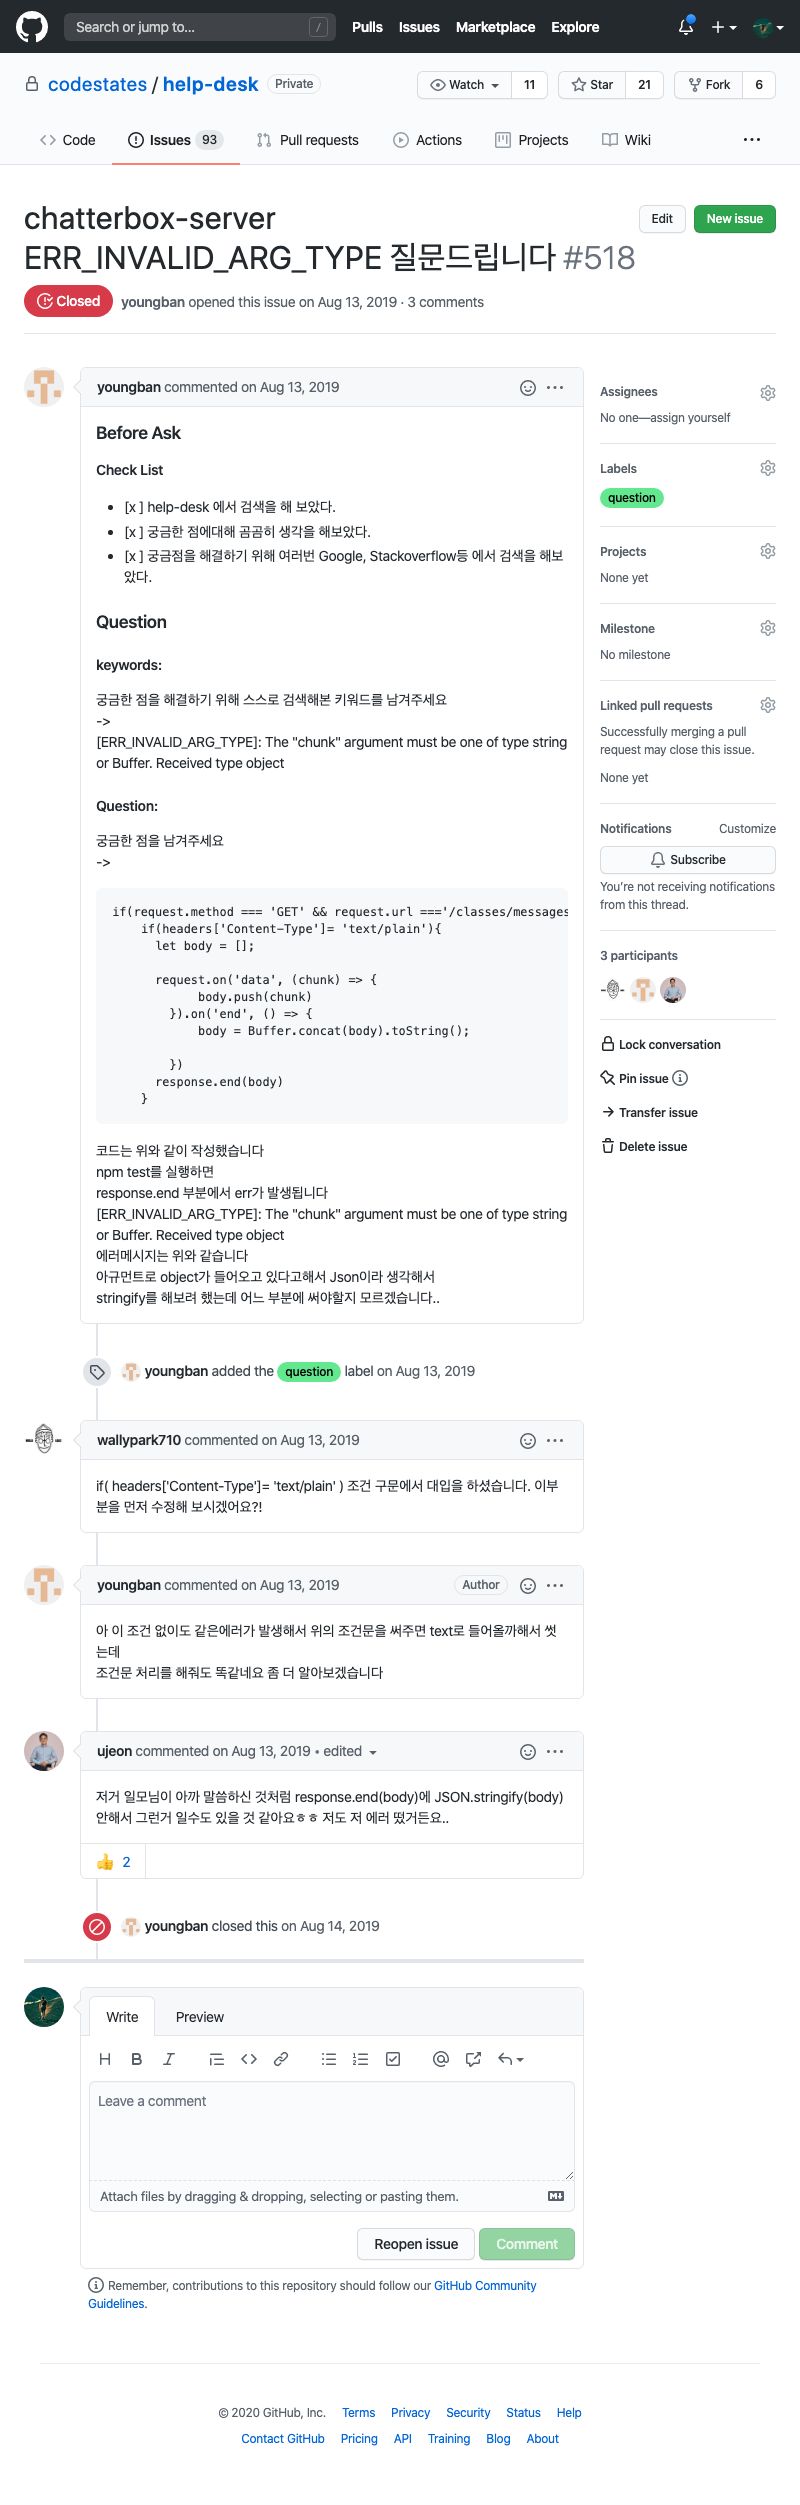 Search or jump to... /
Pulls Issues Marketplace Explore
codestates / help-desk Private
Watch 11 Star 21 Fork 6
Code Issues 93 Pull requests Actions Projects Wiki ...
chatterbox-server
ERR_INVALID_ARG_TYPE 질문드립니다 #518
Edit New issue
Closed youngban opened this issue on Aug 13, 2019 · 3 comments
youngban commented on Aug 13, 2019
Before Ask
Check List
• [x ] help-desk 에서 검색을 해 보았다.
• [x ] 궁금한 점에대해 곰곰히 생각을 해보았다.
• [x ] 궁금점을 해결하기 위해 여러번 Google, Stackoverflow등 에서 검색을 해보
았다.
Question
keywords:
궁금한 점을 해결하기 위해 스스로 검색해본 키워드를 남겨주세요
->
[ERR_INVALID_ARG_TYPE]: The "chunk" argument must be one of type string
or Buffer. Received type object
Question:
궁금한 점을 남겨주세요
->
if(request.method === 'GET' && request.url ==='/classes/messages
if(headers['Content-Type']= 'text/plain'){
let body = [];
request.on('data', (chunk) => {
body.push(chunk)
}).on('end', () => {
body = Buffer.concat(body).toString();
})
response.end(body)
}
코드는 위와 같이 작성했습니다
npm test를 실행하면
response.end 부분에서 err가 발생됩니다
[ERR_INVALID_ARG_TYPE]: The "chunk" argument must be one of type string
or Buffer. Received type object
에러메시지는 위와 같습니다
아규먼트로 object가 들어오고 있다고해서 Json이라 생각해서
stringify를 해보려 했는데 어느 부분에 써야할지 모르겠습니다..
youngban added the question label on Aug 13, 2019
wallypark710 commented on Aug 13, 2019
if( headers['Content-Type']= 'text/plain' ) 조건 구문에서 대입을 하셨습니다. 이부
분을 먼저 수정해 보시겠어요?!
youngban commented on Aug 13, 2019 Author
아 이 조건 없이도 같은에러가 발생해서 위의 조건문을 써주면 text로 들어올까해서 썻
는데
조건문 처리를 해줘도 똑같네요 좀 더 알아보겠습니다
ujeon commented on Aug 13, 2019 • edited
저거 일모님이 아까 말씀하신 것처럼 response.end(body)에 JSON.stringify(body)
안해서 그런거 일수도 있을 것 같아요ㅎㅎ 저도 저 에러 떴거든요..
👍 2
youngban closed this on Aug 14, 2019
Write Preview
Leave a comment
Attach files by dragging & dropping, selecting or pasting them.
Reopen issue Comment
Remember, contributions to this repository should follow our GitHub Community
Guidelines.
Assignees
No one—assign yourself
Labels
question
Projects
None yet
Milestone
No milestone
Linked pull requests
Successfully merging a pull
request may close this issue.
None yet
Notifications Customize
Subscribe
You're not receiving notifications
from this thread.
3 participants
Lock conversation
Pin issue
Transfer issue
Delete issue
© 2020 GitHub, Inc. Terms Privacy Security Status Help
Contact GitHub Pricing API Training Blog About